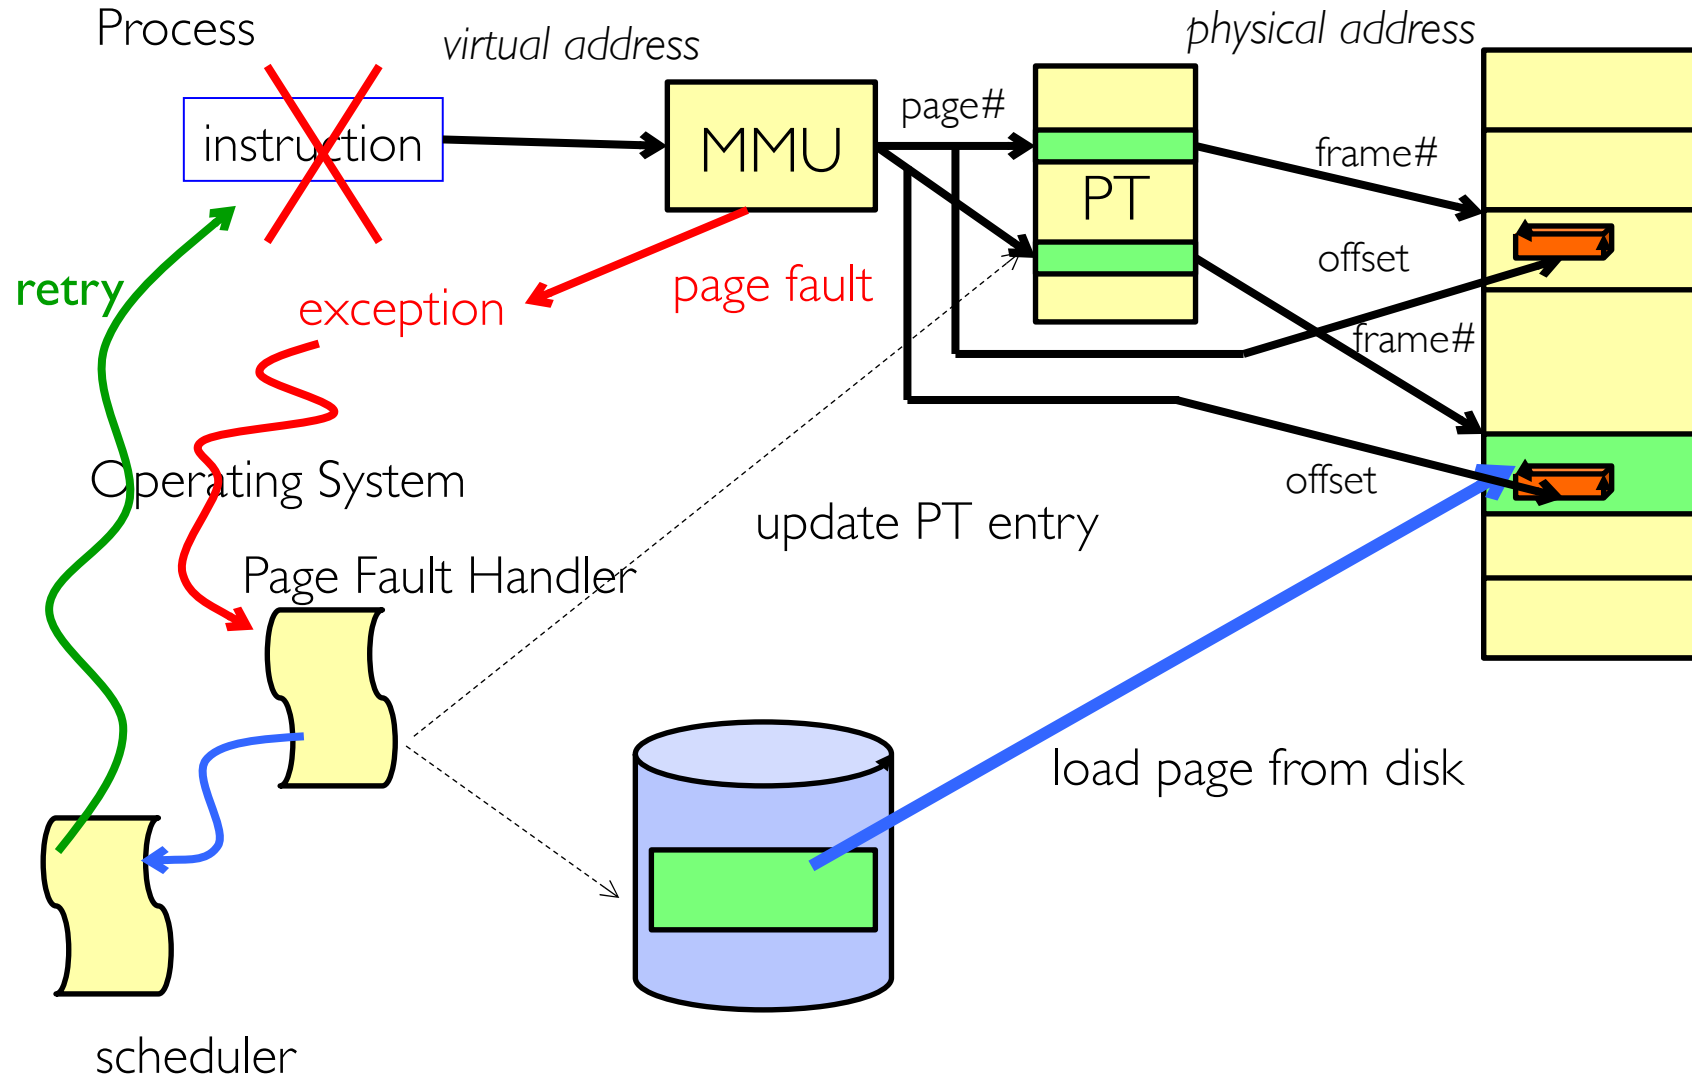 Process
virtual address
physical address
instruction
MMU
page#
PT
frame#
offset
retry
exception
page fault
frame#
Operating System
offset
update PT entry
Page Fault Handler
load page from disk
scheduler